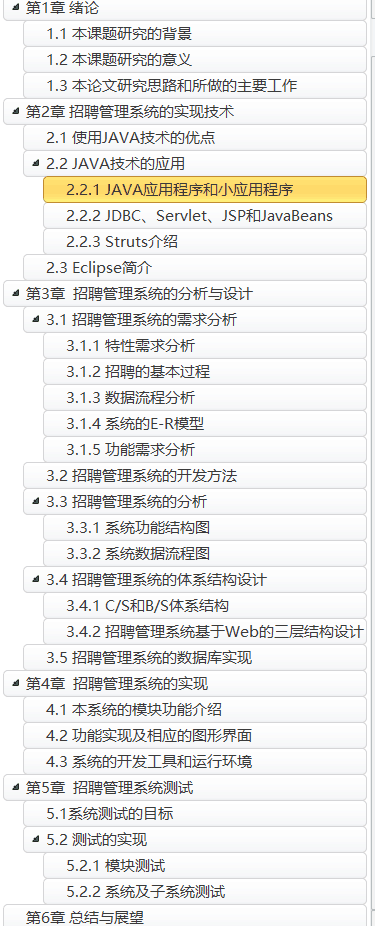 第1章 绪论
1.1 本课题研究的背景
1.2 本课题研究的意义
1.3 本论文研究思路和所做的主要工作
第2章 招聘管理系统的实现技术
2.1 使用JAVA技术的优点
2.2 JAVA技术的应用
2.2.1 JAVA应用程序和小应用程序
2.2.2 JDBC、Servlet、JSP和JavaBeans
2.2.3 Struts介绍
2.3 Eclipse简介
第3章 招聘管理系统的分析与设计
3.1 招聘管理系统的需求分析
3.1.1 特性需求分析
3.1.2 招聘的基本过程
3.1.3 数据流程分析
3.1.4 系统的E-R模型
3.1.5 功能需求分析
3.2 招聘管理系统的开发方法
3.3 招聘管理系统的分析
3.3.1 系统功能结构图
3.3.2 系统数据流程图
3.4 招聘管理系统的体系结构设计
3.4.1 C/S和B/S体系结构
3.4.2 招聘管理系统基于Web的三层结构设计
3.5 招聘管理系统的数据库实现
第4章 招聘管理系统的实现
4.1 本系统的模块功能介绍
4.2 功能实现及相应的图形界面
4.3 系统的开发工具和运行环境
第5章 招聘管理系统测试
5.1系统测试的目标
5.2 测试的实现
5.2.1 模块测试
5.2.2 系统及子系统测试
第6章 总结与展望